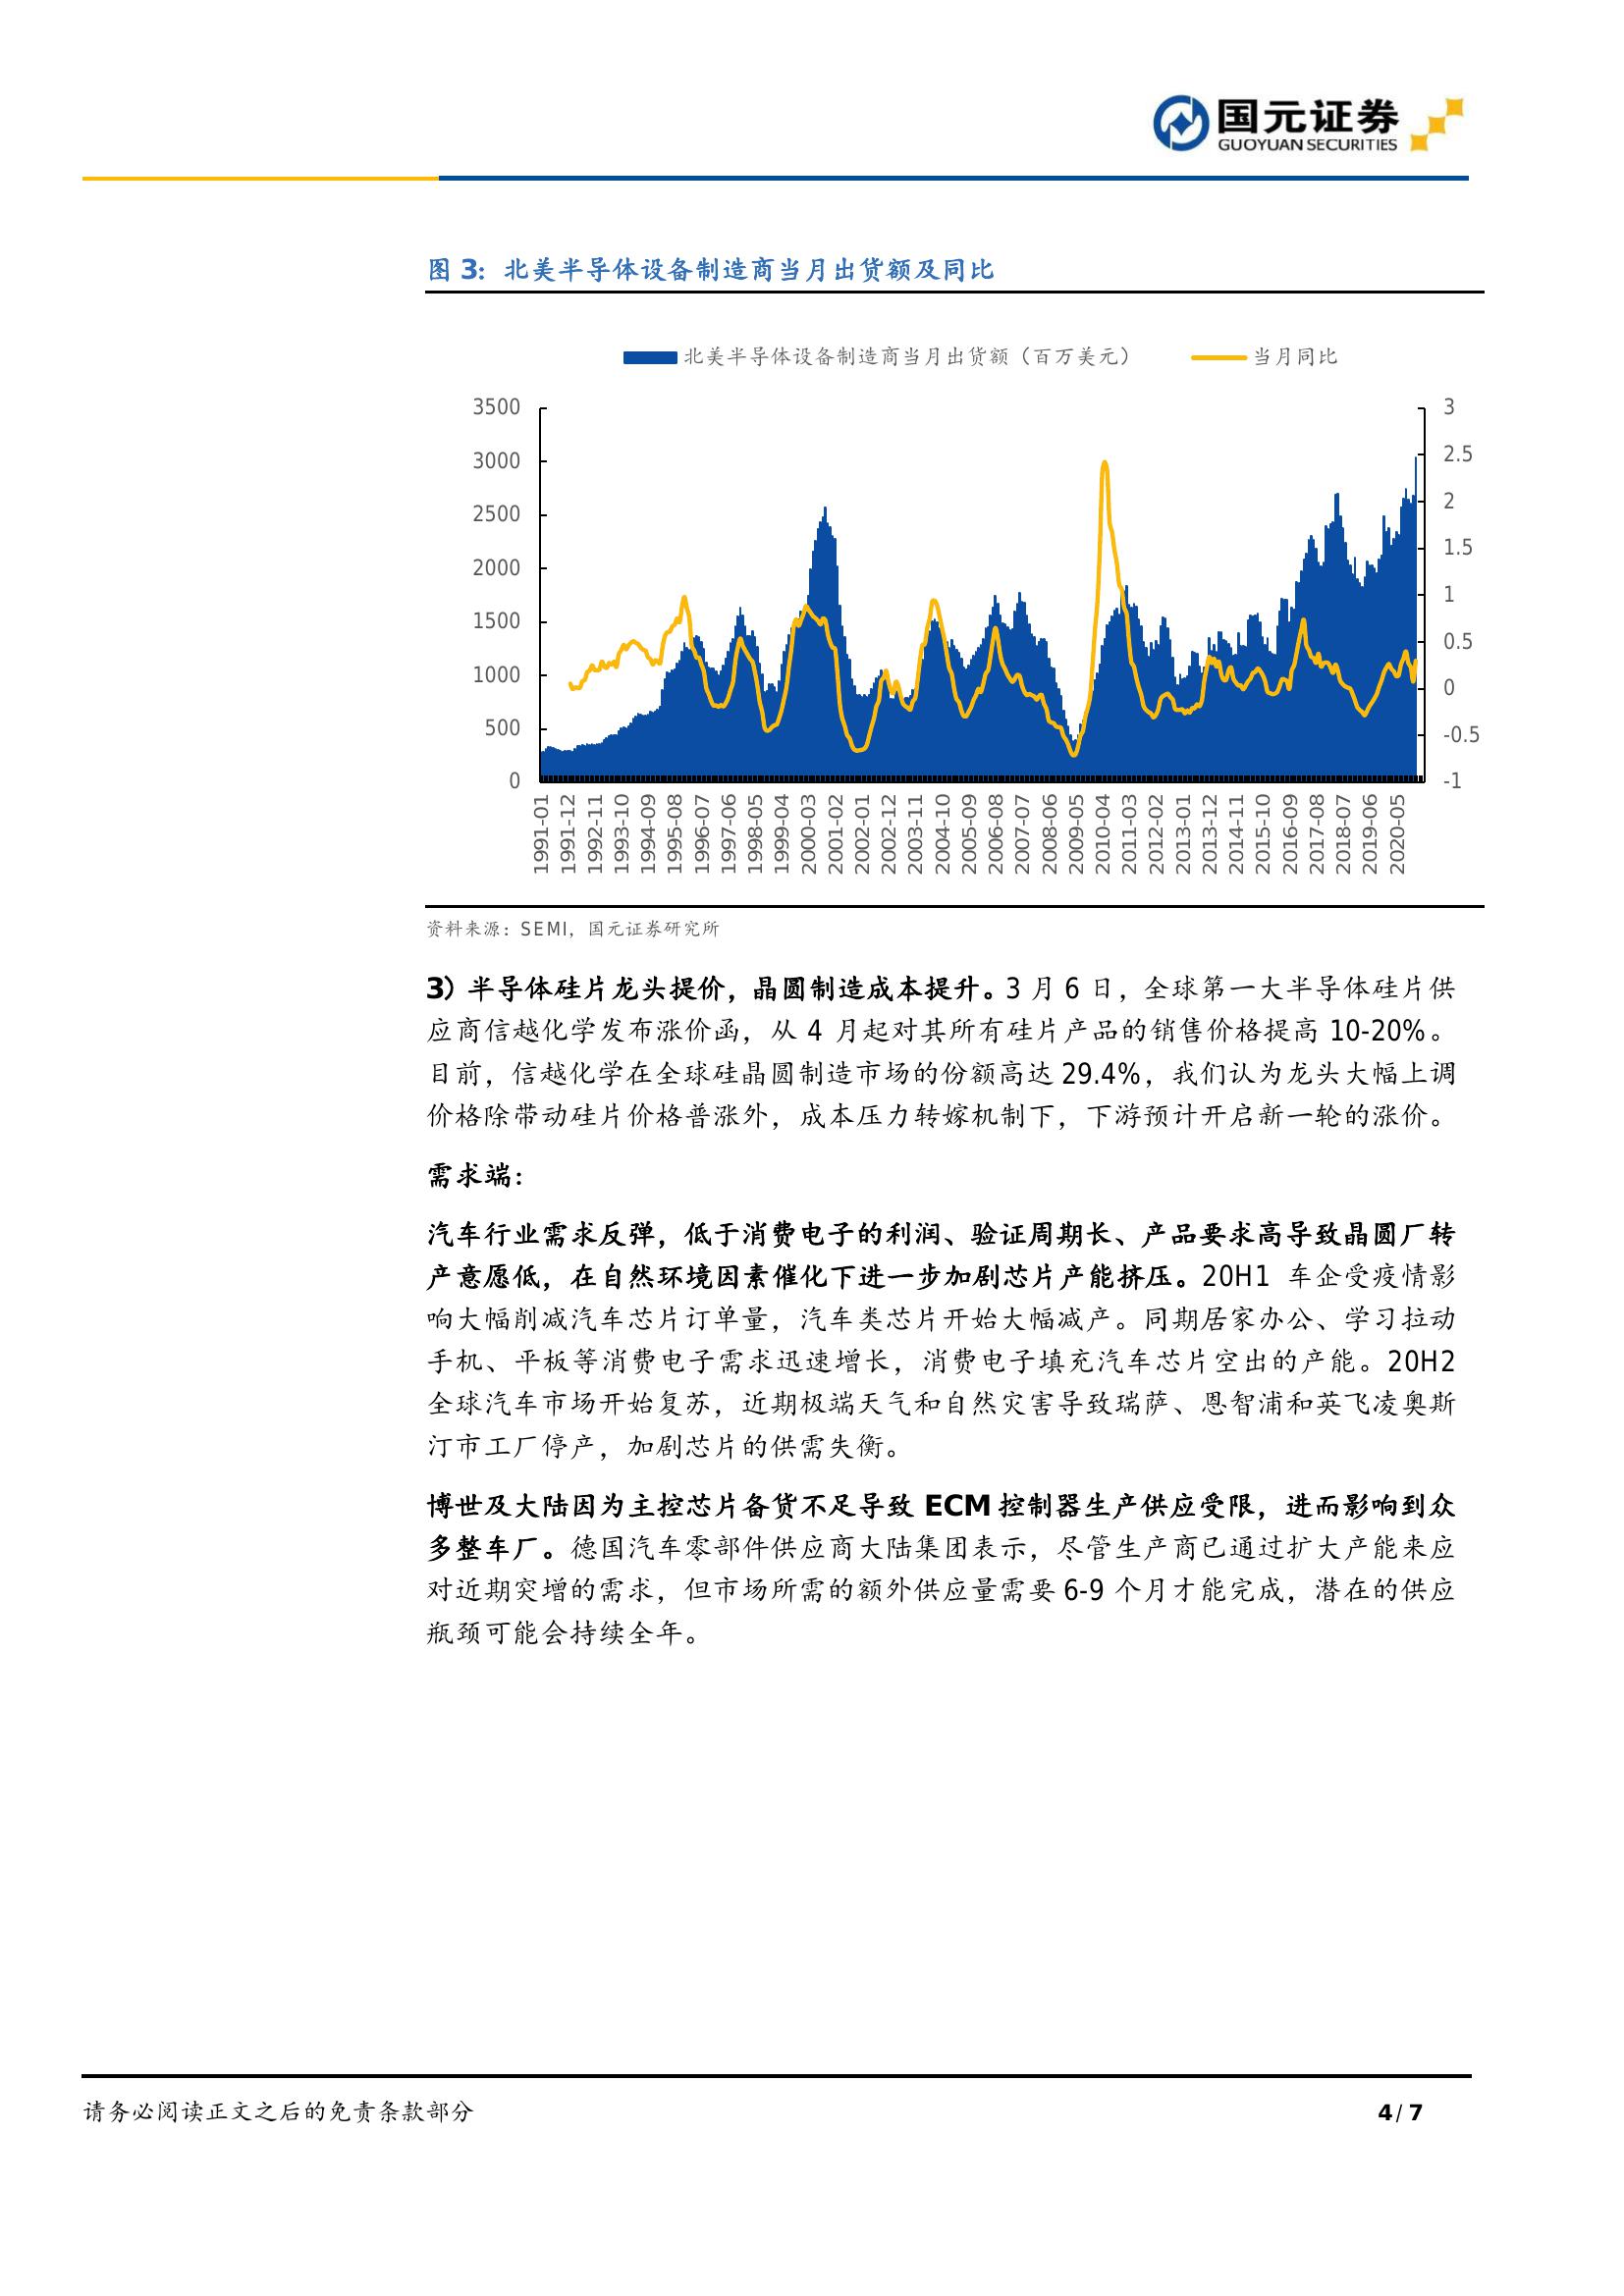 国元证券
GUOYUAN SECURITIES
图 3：北美半导体设备制造商当月出货额及同比
北美半导体设备制造商当月出货额（百万美元）
当月同比
3500
3000
2500
2000
1500
1000
500
0
3
2.5
2
1.5
1
0.5
0
-0.5
-1
1991-01
1991-12
1992-11
1993-10
1994-09
1995-08
1996-07
1997-06
1998-05
1999-04
2000-03
2001-02
2002-01
2002-12
2003-11
2004-10
2005-09
2006-08
2007-07
2008-06
2009-05
2010-04
2011-03
2012-02
2013-01
2013-12
2014-11
2015-10
2016-09
2017-08
2018-07
2019-06
2020-05
资料来源：SEMI，国元证券研究所
3）半导体硅片龙头提价，晶圆制造成本提升。3 月 6 日，全球第一大半导体硅片供
应商信越化学发布涨价函，从 4 月起对其所有硅片产品的销售价格提高 10-20%。
目前，信越化学在全球硅晶圆制造市场的份额高达 29.4%，我们认为龙头大幅上调
价格除带动硅片价格普涨外，成本压力转嫁机制下，下游预计开启新一轮的涨价。
需求端：
汽车行业需求反弹，低于消费电子的利润、验证周期长、产品要求高导致晶圆厂转
产意愿低，在自然环境因素催化下进一步加剧芯片产能挤压。20H1 车企受疫情影
响大幅削减汽车芯片订单量，汽车类芯片开始大幅减产。同期居家办公、学习拉动
手机、平板等消费电子需求迅速增长，消费电子填充汽车芯片空出的产能。20H2
全球汽车市场开始复苏，近期极端天气和自然灾害导致瑞萨、恩智浦和英飞凌奥斯
汀市工厂停产，加剧芯片的供需失衡。
博世及大陆因为主控芯片备货不足导致 ECM 控制器生产供应受限，进而影响到众
多整车厂。德国汽车零部件供应商大陆集团表示，尽管生产商已通过扩大产能来应
对近期突增的需求，但市场所需的额外供应量需要 6-9 个月才能完成，潜在的供应
瓶颈可能会持续全年。
请务必阅读正文之后的免责条款部分
4 / 7